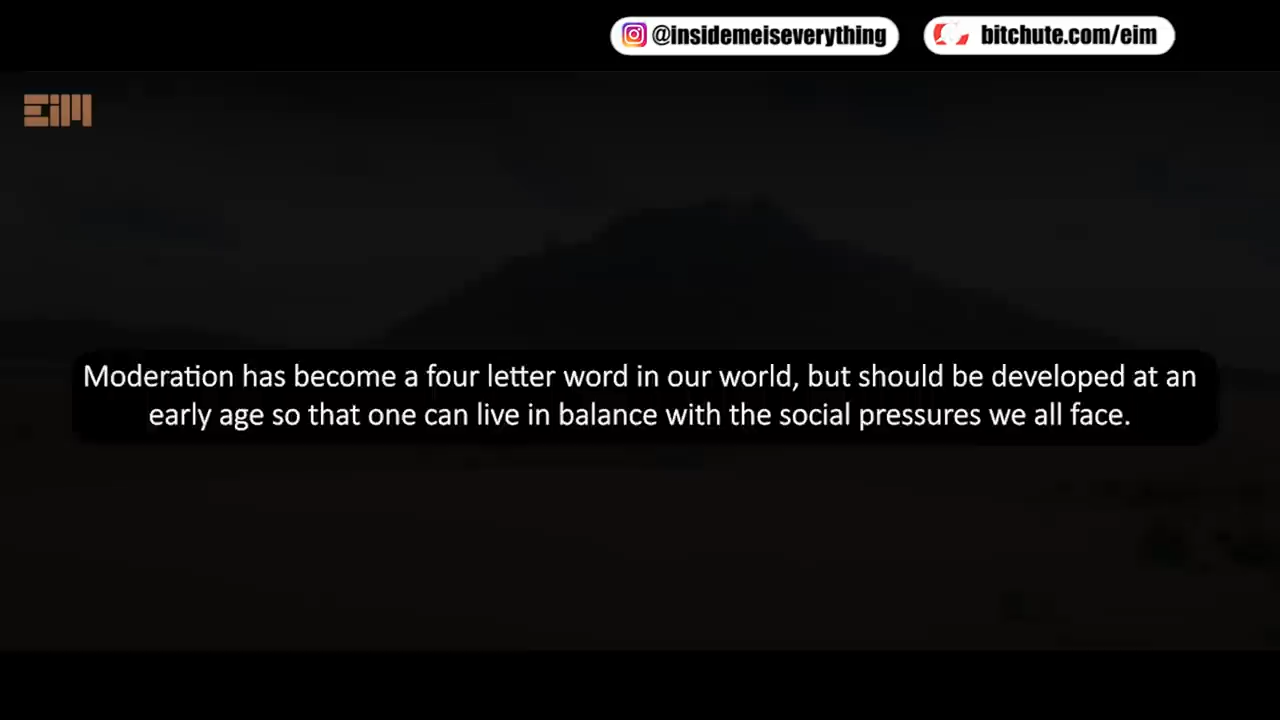 @insidemeiseverything
bitchute.com/eim
EiM
Moderation has become a four letter word in our world, but should be developed at an
early age so that one can live in balance with the social pressures we all face.